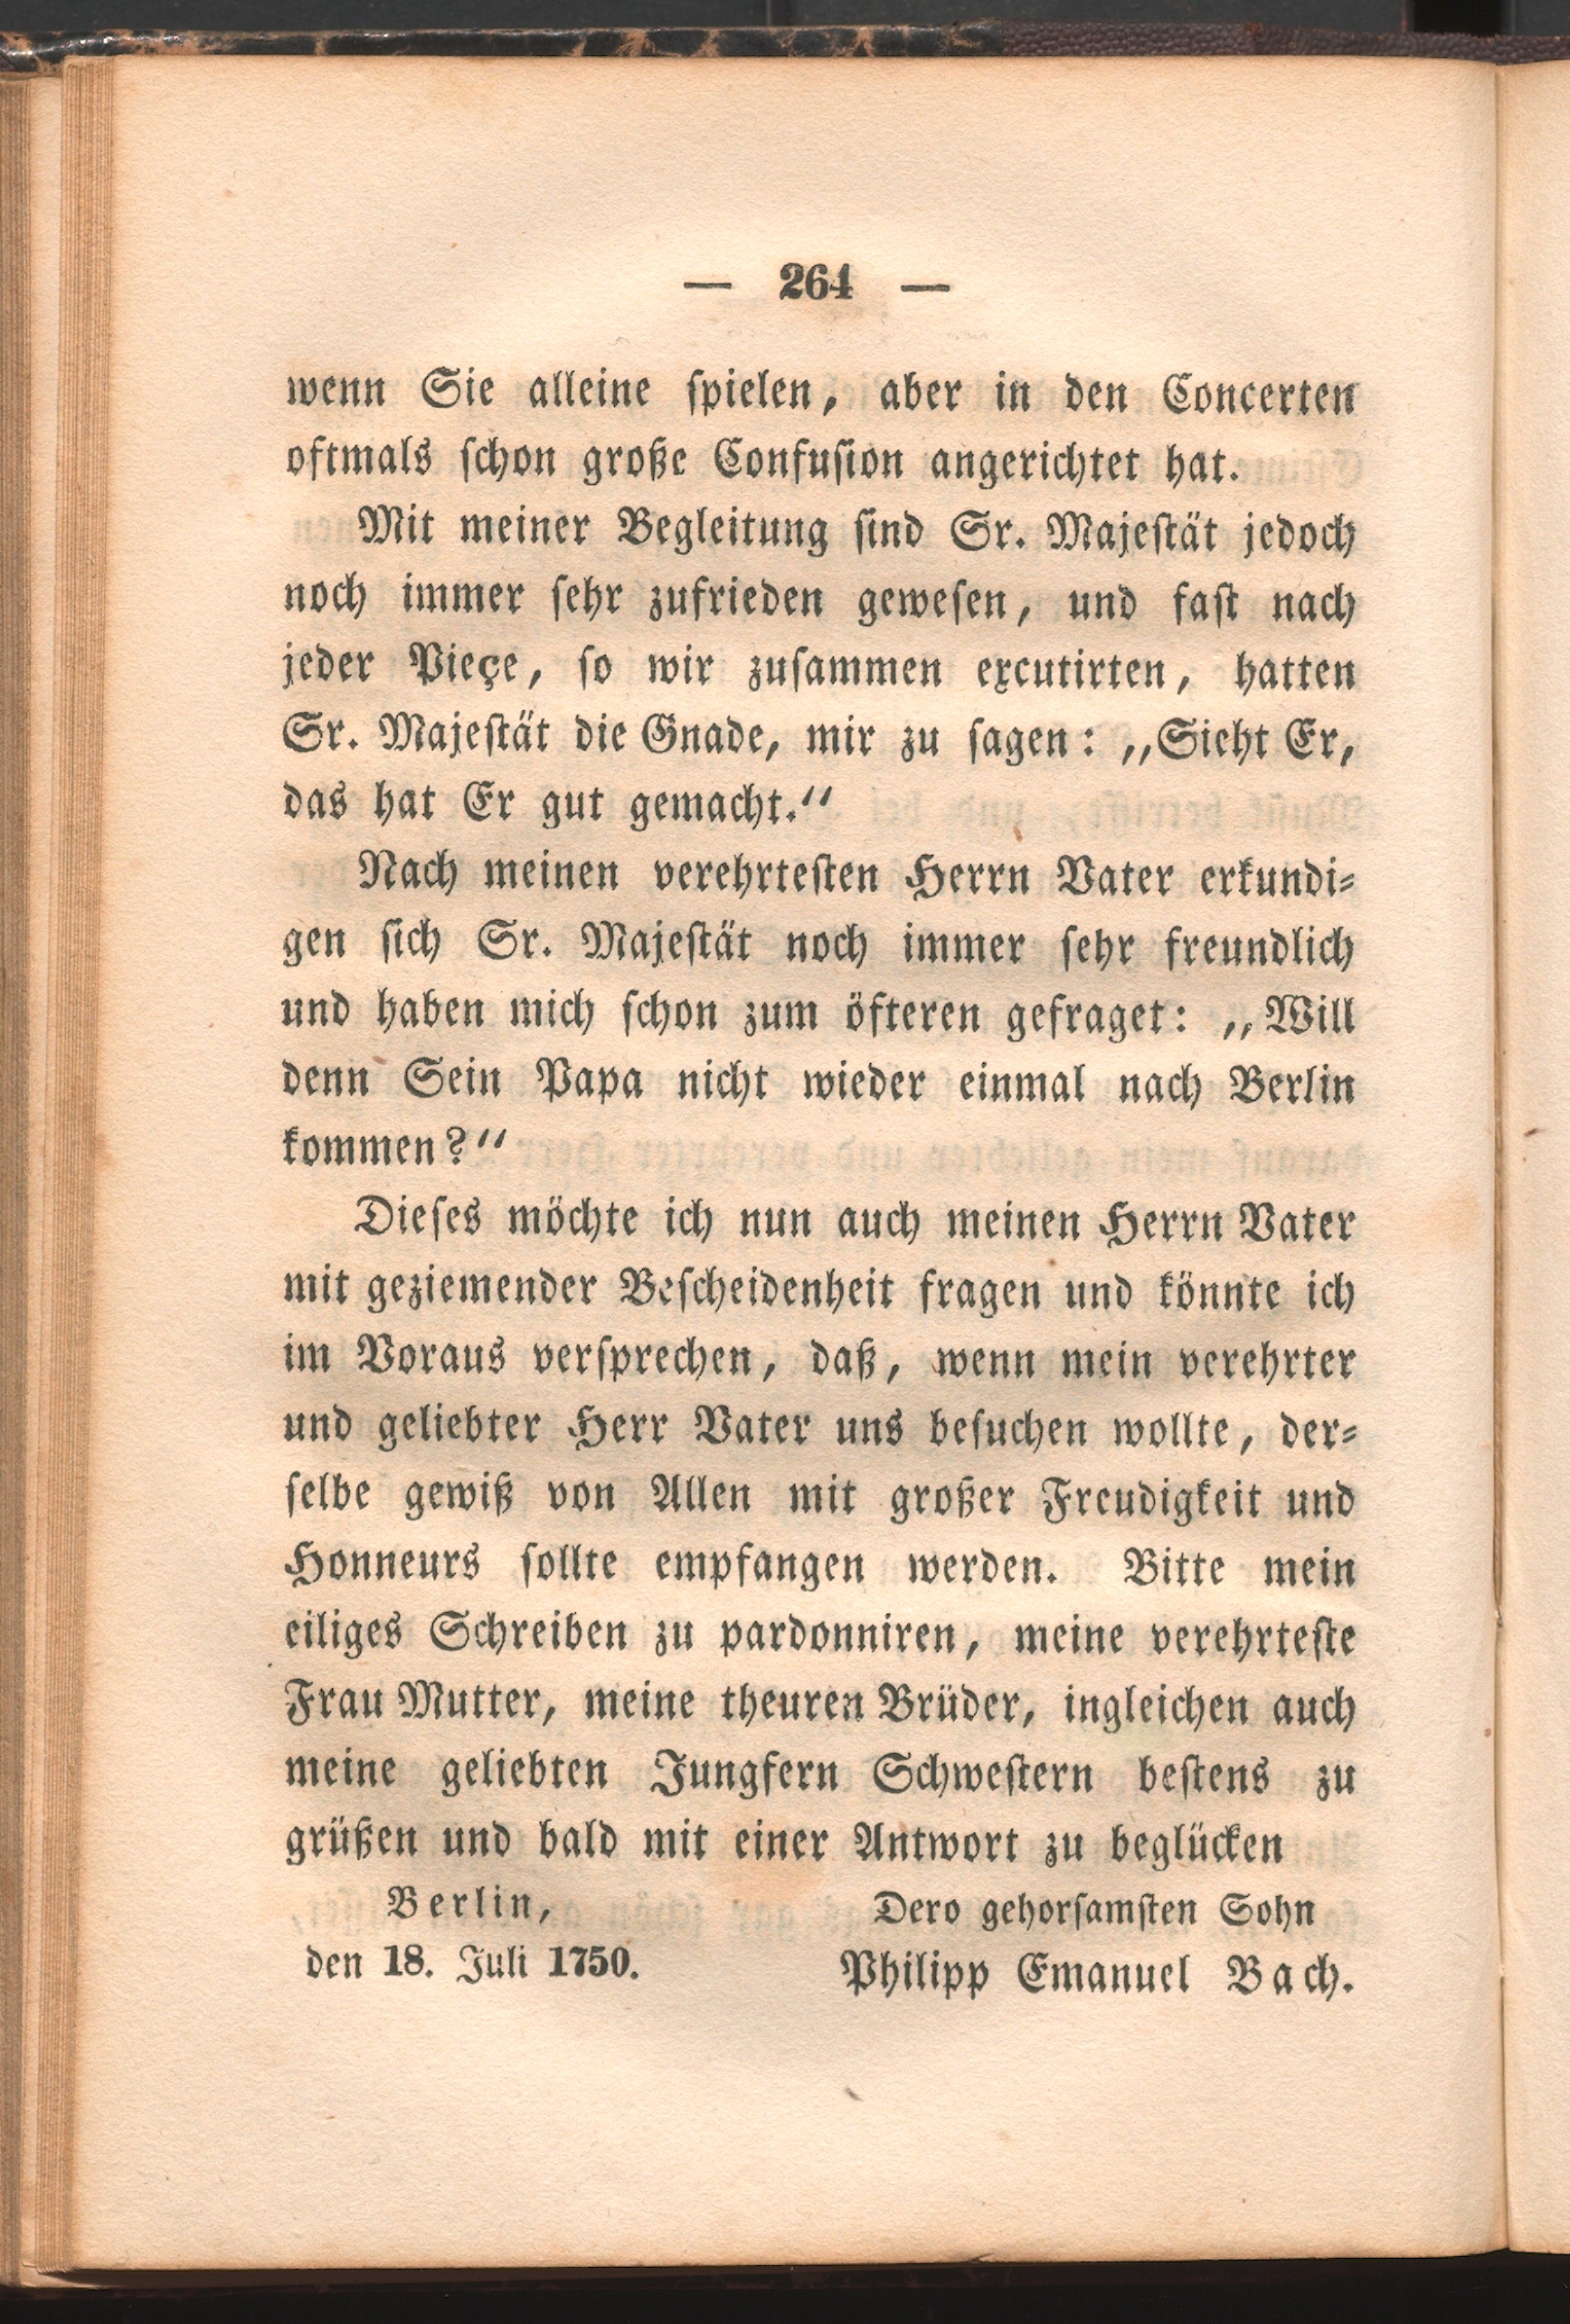 — 264 —
wenn Sie alleine ſpielen, aber in den Concerten
oftmals ſchon große Confuſion angerichtet hat.
Mit meiner Begleitung ſind Sr. Majeſtät jedoch
noch immer ſehr zufrieden geweſen, und faſt nach
jeder Pieçe, ſo wir zuſammen excutirten, hatten
Sr. Majeſtät die Gnade, mir zu ſagen: „Sieht Er,
das hat Er gut gemacht.“
Nach meinen verehrteſten Herrn Vater erkundi⸗
gen ſich Sr. Majeſtät noch immer ſehr freundlich
und haben mich ſchon zum öfteren gefraget: „Will
denn Sein Papa nicht wieder einmal nach Berlin
kommen?“
Dieſes möchte ich nun auch meinen Herrn Vater
mit geziemender Beſcheidenheit fragen und könnte ich
im Voraus verſprechen, daß, wenn mein verehrter
und geliebter Herr Vater uns beſuchen wollte, der⸗
ſelbe gewiß von Allen mit großer Freudigkeit und
Honneurs ſollte empfangen werden. Bitte mein
eiliges Schreiben zu pardonniren, meine verehrteſte
Frau Mutter, meine theuren Brüder, ingleichen auch
meine geliebten Jungfern Schweſtern beſtens zu
grüßen und bald mit einer Antwort zu beglücken
Berlin,
den 18. Juli 1750.
Dero gehorſamſten Sohn
Philipp Emanuel Bach.